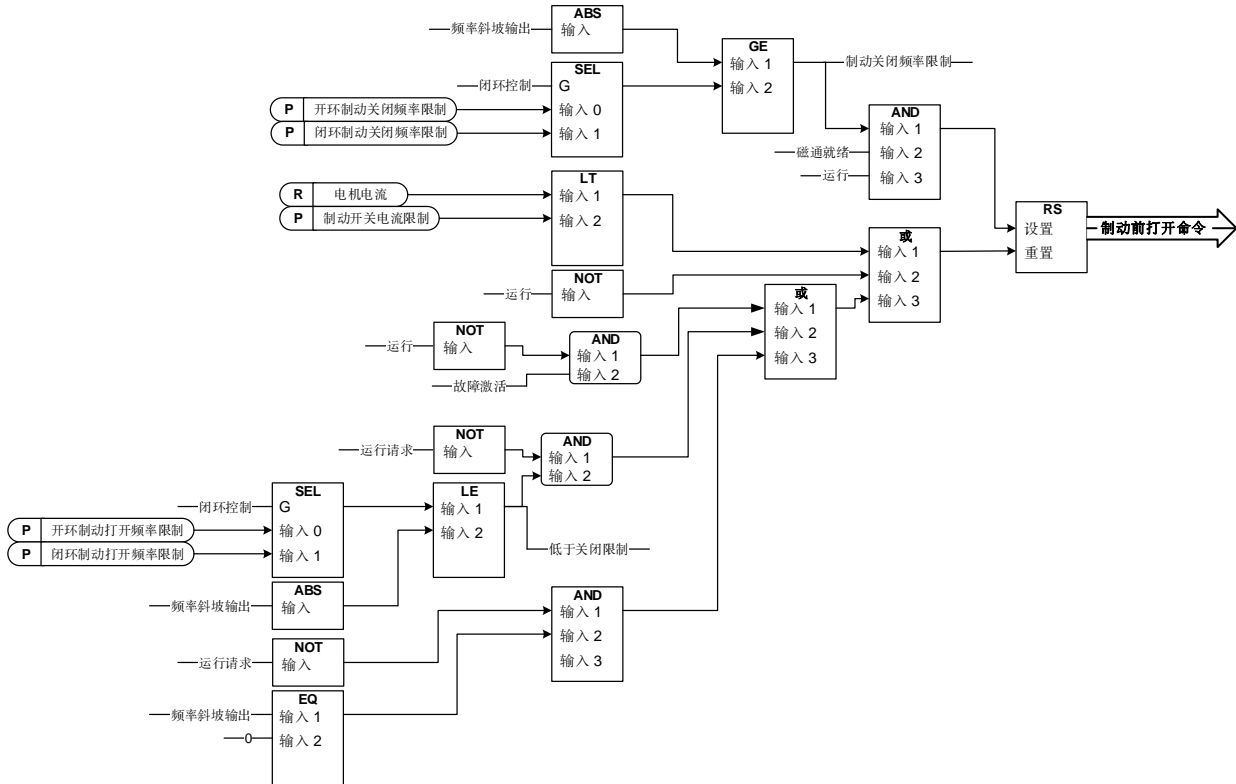 ABS
频率斜坡输出
输入
GE
输入 1
输入 2
制动关闭频率限制
SEL
闭环控制
G
P 开环制动关闭频率限制
输入 0
P 闭环制动关闭频率限制
输入 1
AND
输入 1
磁通就绪
输入 2
运行
输入 3
LT
R 电机电流
输入 1
P 制动开关电流限制
输入 2
RS
设置
重置
制动前打开命令
或
输入 1
输入 2
输入 3
NOT
运行
输入
或
输入 1
输入 2
输入 3
NOT
运行
输入
AND
输入 1
输入 2
故障激活
NOT
运行请求
输入
AND
输入 1
输入 2
SEL
闭环控制
G
P 开环制动打开频率限制
输入 0
P 闭环制动打开频率限制
输入 1
LE
输入 1
输入 2
低于关闭限制
ABS
频率斜坡输出
输入
AND
输入 1
输入 2
输入 3
NOT
运行请求
输入
EQ
频率斜坡输出
输入 1
0
输入 2